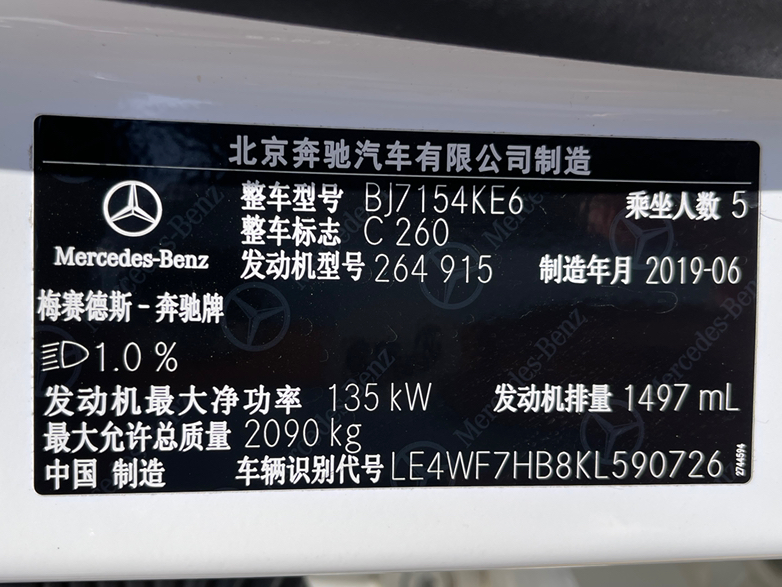 北京奔驰汽车有限公司制造
整车型号 BJ7154KE6 乘坐人数 5
整车标志 C 260
Mercedes-Benz
发动机型号 264 915 制造年月 2019-06
梅赛德斯-奔驰牌
1.0 %
发动机最大净功率 135 kW 发动机排量 1497 mL
最大允许总质量 2090 kg
中国 制造 车辆识别代号 LE4WF7HB8KL590726
2744594